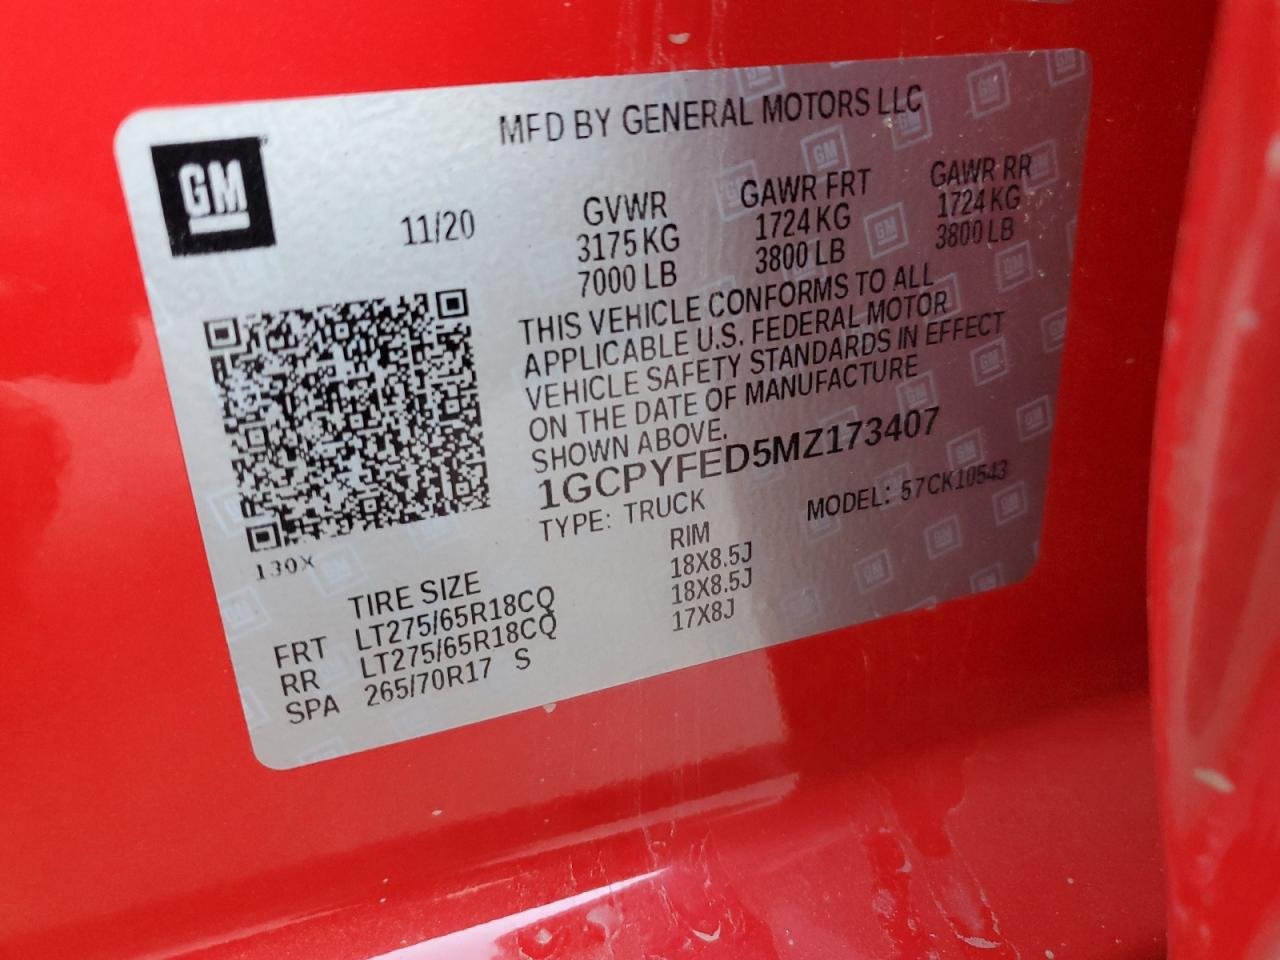 MFD BY GENERAL MOTORS LLC
GM
11/20
GVWR GAWR FRT GAWR RR
3175 KG 1724 KG 1724 KG
7000 LB 3800 LB 3800 LB
THIS VEHICLE CONFORMS TO ALL
APPLICABLE U.S. FEDERAL MOTOR
VEHICLE SAFETY STANDARDS IN EFFECT
ON THE DATE OF MANUFACTURE
SHOWN ABOVE.
1GCPYFED5MZ173407
TYPE: TRUCK MODEL: 57CK10543
130X
TIRE SIZE RIM
FRT LT275/65R18CQ 18X8.5J
RR LT275/65R18CQ 18X8.5J
SPA 265/70R17 S 17X8J